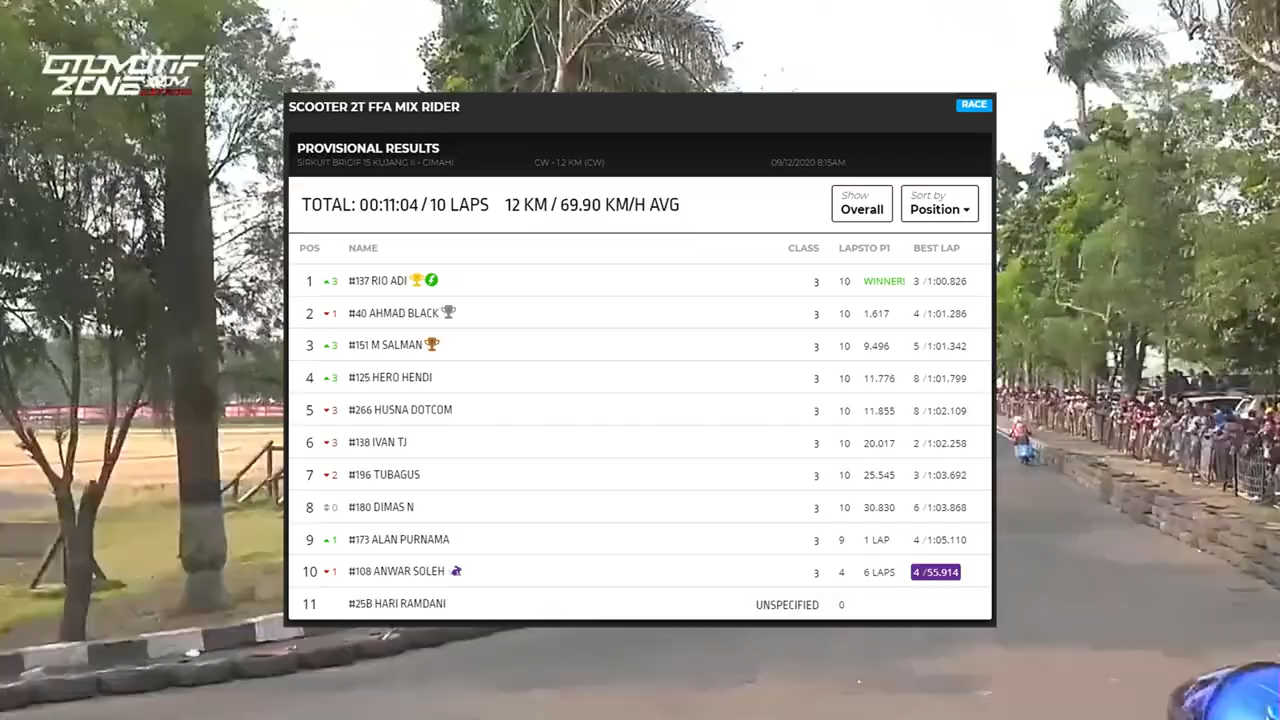 OTOMOTIF
ZONE.COM
SCOOTER 2T FFA MIX RIDER
RACE
PROVISIONAL RESULTS
SIRKUIT BRIGIF 15 KUJANG II - CIMAHI CW - 1.2 KM (CW) 09/12/2020 8:15AM
TOTAL: 00:11:04 / 10 LAPS 12 KM / 69.90 KM/H AVG
Show
Overall
Sort by
Position
POS NAME CLASS LAPS TO P1 BEST LAP
1 3 #137 RIO ADI 3 10 WINNER! 3 / 1:00.826
2 1 #40 AHMAD BLACK 3 10 1.617 4 / 1:01.286
3 3 #151 M SALMAN 3 10 9.496 5 / 1:01.342
4 3 #125 HERO HENDI 3 10 11.776 8 / 1:01.799
5 3 #266 HUSNA DOTCOM 3 10 11.855 8 / 1:02.109
6 3 #138 IVAN TJ 3 10 20.017 2 / 1:02.258
7 2 #196 TUBAGUS 3 10 25.545 3 / 1:03.692
8 0 #180 DIMAS N 3 10 30.830 6 / 1:03.868
9 1 #173 ALAN PURNAMA 3 9 1 LAP 4 / 1:05.110
10 1 #108 ANWAR SOLEH 3 4 6 LAPS 4 / 55.914
11 #25B HARI RAMDANI UNSPECIFIED 0